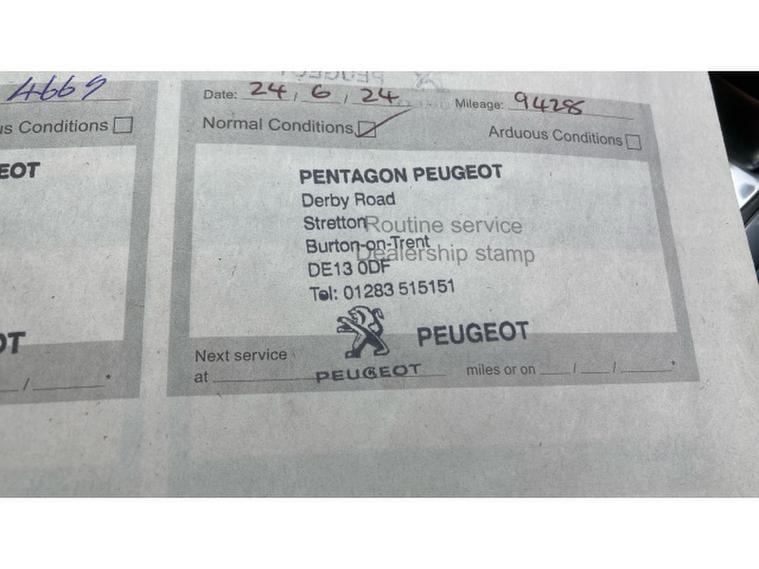 4665
us Conditions
EOT
OT
/ *
Date: 24, 6, 24 Mileage: 94285
Normal Conditions Arduous Conditions
PENTAGON PEUGEOT
Derby Road
Stretton
Routine service
Burton-on-Trent
Dealership stamp
DE13 0DF
Tel: 01283 515151
PEUGEOT
Next service
at PEUGEOT miles or on / / *